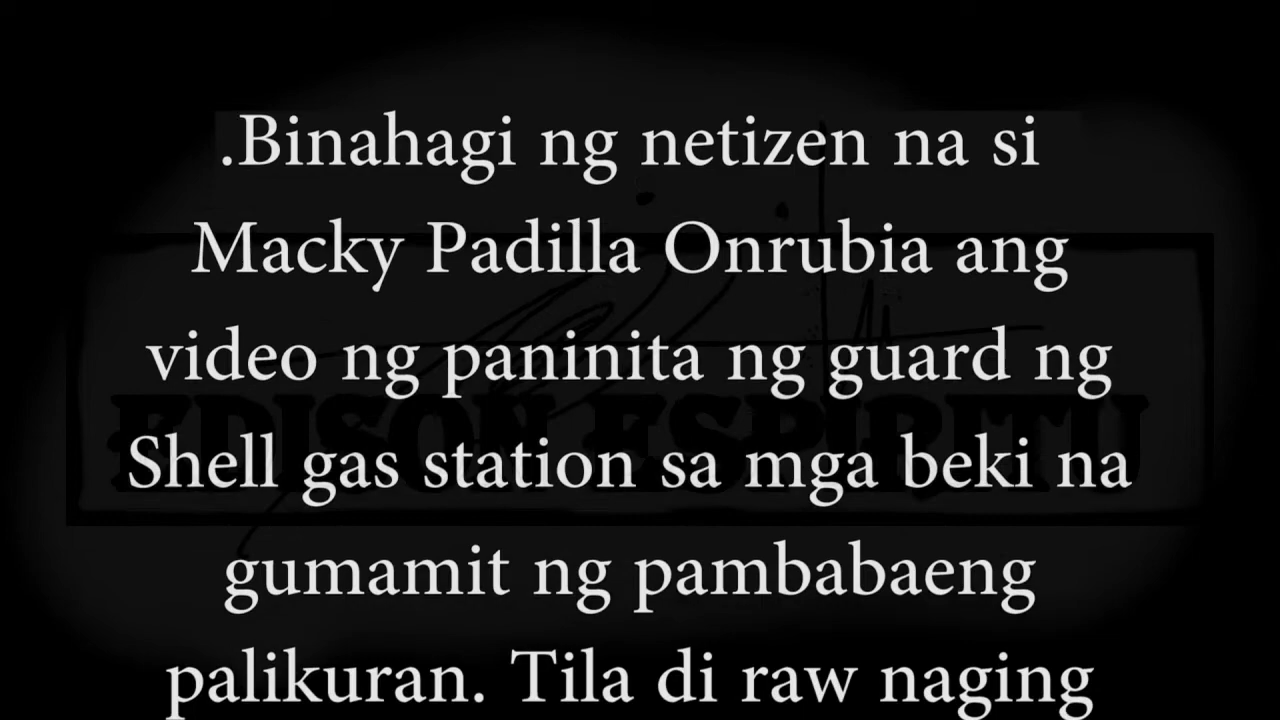 .Binahagi ng netizen na si
Macky Padilla Onrubia ang
video ng paninita ng guard ng
Shell gas station sa mga beki na
gumamit ng pambabaeng
palikuran. Tila di raw naging
EDISON ESPIRITU